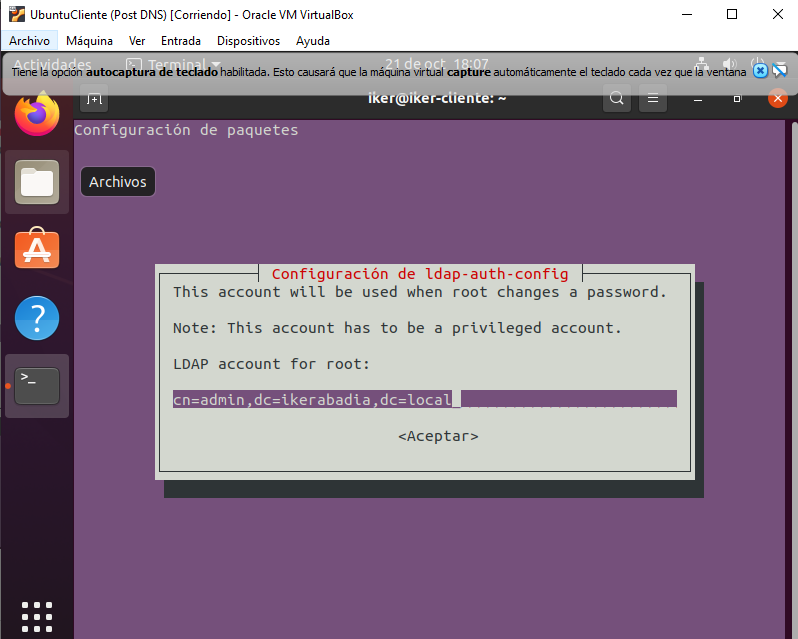 UbuntuCliente (Post DNS) [Corriendo] - Oracle VM VirtualBox
Archivo Máquina Ver Entrada Dispositivos Ayuda
Actividades Terminal 21 de oct 18:07
Tiene la opción autocaptura de teclado habilitada. Esto causará que la máquina virtual capture automáticamente el teclado cada vez que la ventana
iker@iker-cliente: ~
Configuración de paquetes
Archivos
Configuración de ldap-auth-config
This account will be used when root changes a password.
Note: This account has to be a privileged account.
LDAP account for root:
cn=admin,dc=ikerabadia,dc=local
<Aceptar>